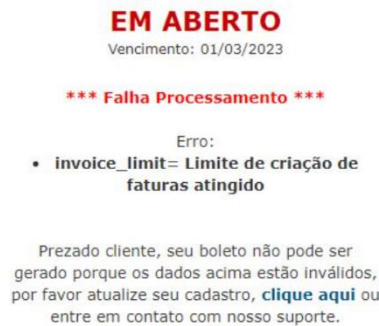 EM ABERTO
Vencimento: 01/03/2023
*** Falha Processamento ***
Erro:
• invoice_limit= Limite de criação de
faturas atingido
Prezado cliente, seu boleto não pode ser
gerado porque os dados acima estão inválidos,
por favor atualize seu cadastro, clique aqui ou
entre em contato com nosso suporte.